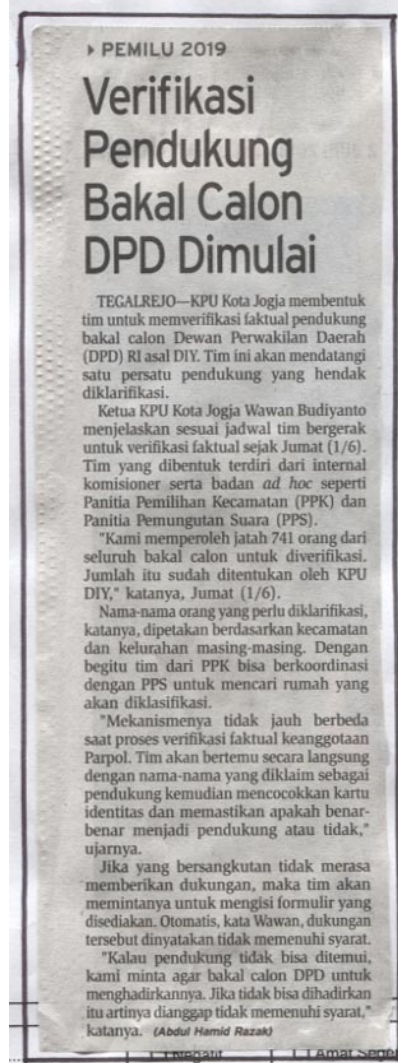 ▸ PEMILU 2019
Verifikasi
Pendukung
Bakal Calon
DPD Dimulai
TEGALREJO—KPU Kota Jogja membentuk
tim untuk memverifikasi faktual pendukung
bakal calon Dewan Perwakilan Daerah
(DPD) RI asal DIY. Tim ini akan mendatangi
satu persatu pendukung yang hendak
diklarifikasi.
Ketua KPU Kota Jogja Wawan Budiyanto
menjelaskan sesuai jadwal tim bergerak
untuk verifikasi faktual sejak Jumat (1/6).
Tim yang dibentuk terdiri dari internal
komisioner serta badan ad hoc seperti
Panitia Pemilihan Kecamatan (PPK) dan
Panitia Pemungutan Suara (PPS).
"Kami memperoleh jatah 741 orang dari
seluruh bakal calon untuk diverifikasi.
Jumlah itu sudah ditentukan oleh KPU
DIY," katanya, Jumat (1/6).
Nama-nama orang yang perlu diklarifikasi,
katanya, dipetakan berdasarkan kecamatan
dan kelurahan masing-masing. Dengan
begitu tim dari PPK bisa berkoordinasi
dengan PPS untuk mencari rumah yang
akan diklasifikasi.
"Mekanismenya tidak jauh berbeda
saat proses verifikasi faktual keanggotaan
Parpol. Tim akan bertemu secara langsung
dengan nama-nama yang diklaim sebagai
pendukung kemudian mencocokkan kartu
identitas dan memastikan apakah benar-
benar menjadi pendukung atau tidak,"
ujarnya.
Jika yang bersangkutan tidak merasa
memberikan dukungan, maka tim akan
memintanya untuk mengisi formulir yang
disediakan. Otomatis, kata Wawan, dukungan
tersebut dinyatakan tidak memenuhi syarat.
"Kalau pendukung tidak bisa ditemui,
kami minta agar bakal calon DPD untuk
menghadirkannya. Jika tidak bisa dihadirkan
itu artinya dianggap tidak memenuhi syarat,"
katanya. (Abdul Hamid Razak)